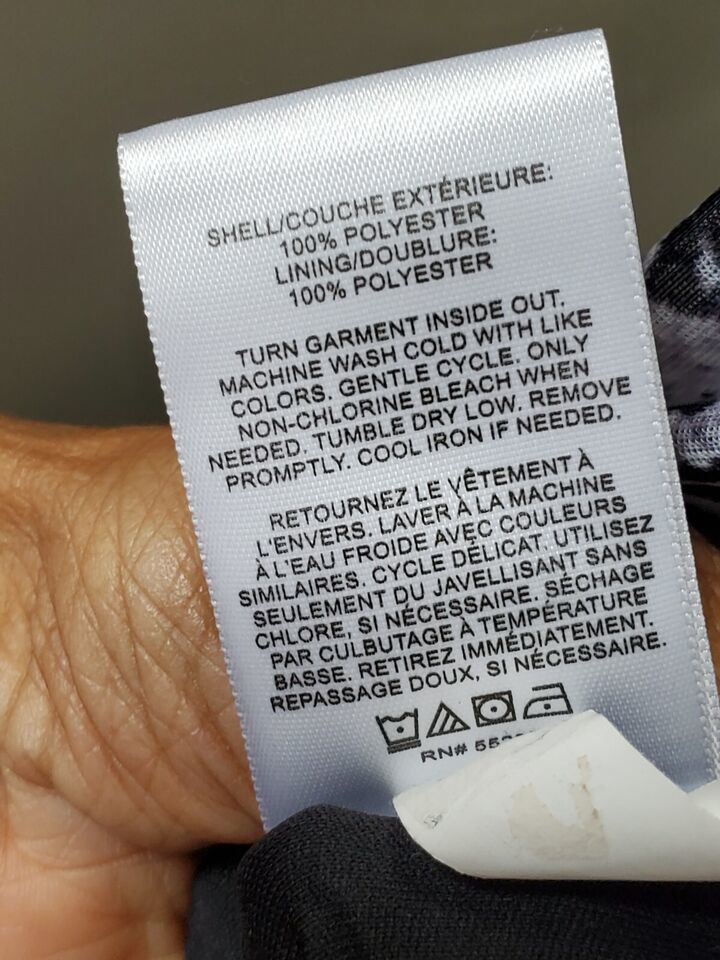 SHELL/COUCHE EXTÉRIEURE:
100% POLYESTER
LINING/DOUBLURE:
100% POLYESTER
TURN GARMENT INSIDE OUT.
MACHINE WASH COLD WITH LIKE
COLORS. GENTLE CYCLE. ONLY
NON-CHLORINE BLEACH WHEN
NEEDED. TUMBLE DRY LOW. REMOVE
PROMPTLY. COOL IRON IF NEEDED.
RETOURNEZ LE VÊTEMENT À
L'ENVERS. LAVER À LA MACHINE
À L'EAU FROIDE AVEC COULEURS
SIMILAIRES. CYCLE DÉLICAT. UTILISEZ
SEULEMENT DU JAVELLISANT SANS
CHLORE, SI NÉCESSAIRE. SÉCHAGE
PAR CULBUTAGE À TEMPÉRATURE
BASSE. RETIREZ IMMÉDIATEMENT.
REPASSAGE DOUX, SI NÉCESSAIRE.
RN#